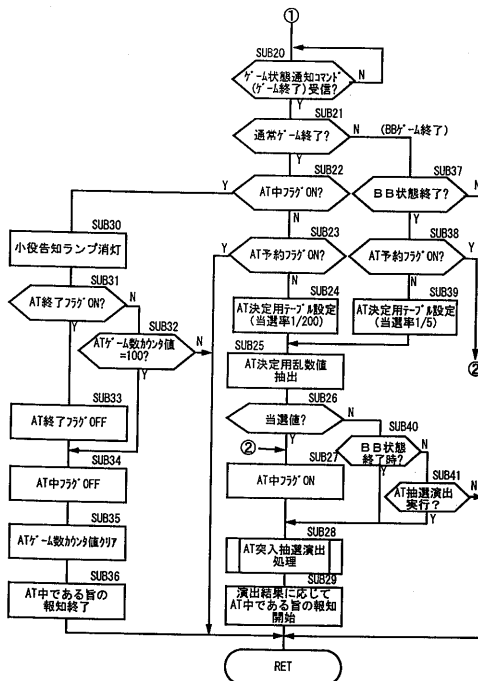 ①
SUB20
ゲーム状態通知コマンド
(ゲーム終了)受信?
N
Y
SUB21
通常ゲーム終了?
N
(BBゲーム終了)
Y
SUB22
SUB37
Y
AT中フラグON?
BB状態終了?
N
N
Y
SUB30
SUB23
SUB38
小役告知ランプ消灯
Y
AT予約フラグON?
AT予約フラグON?
Y
SUB31
N
SUB24
N
SUB39
AT終了フラグON?
N
AT決定用テーブル設定
(当選率1/200)
AT決定用テーブル設定
(当選率1/5)
Y
SUB32
ATゲーム数カウンタ値
=100?
N
SUB25
AT決定用乱数値
抽出
②
Y
SUB33
SUB26
AT終了フラグOFF
当選値?
N
SUB40
②
Y
BB状態
終了時?
N
SUB34
SUB27
SUB41
AT中フラグOFF
AT中フラグON
Y
AT抽選演出
実行?
N
SUB35
SUB28
Y
ATゲーム数カウンタ値クリア
AT突入抽選演出
処理
SUB36
SUB29
AT中である旨の
報知終了
演出結果に応じて
AT中である旨の報知
開始
RET